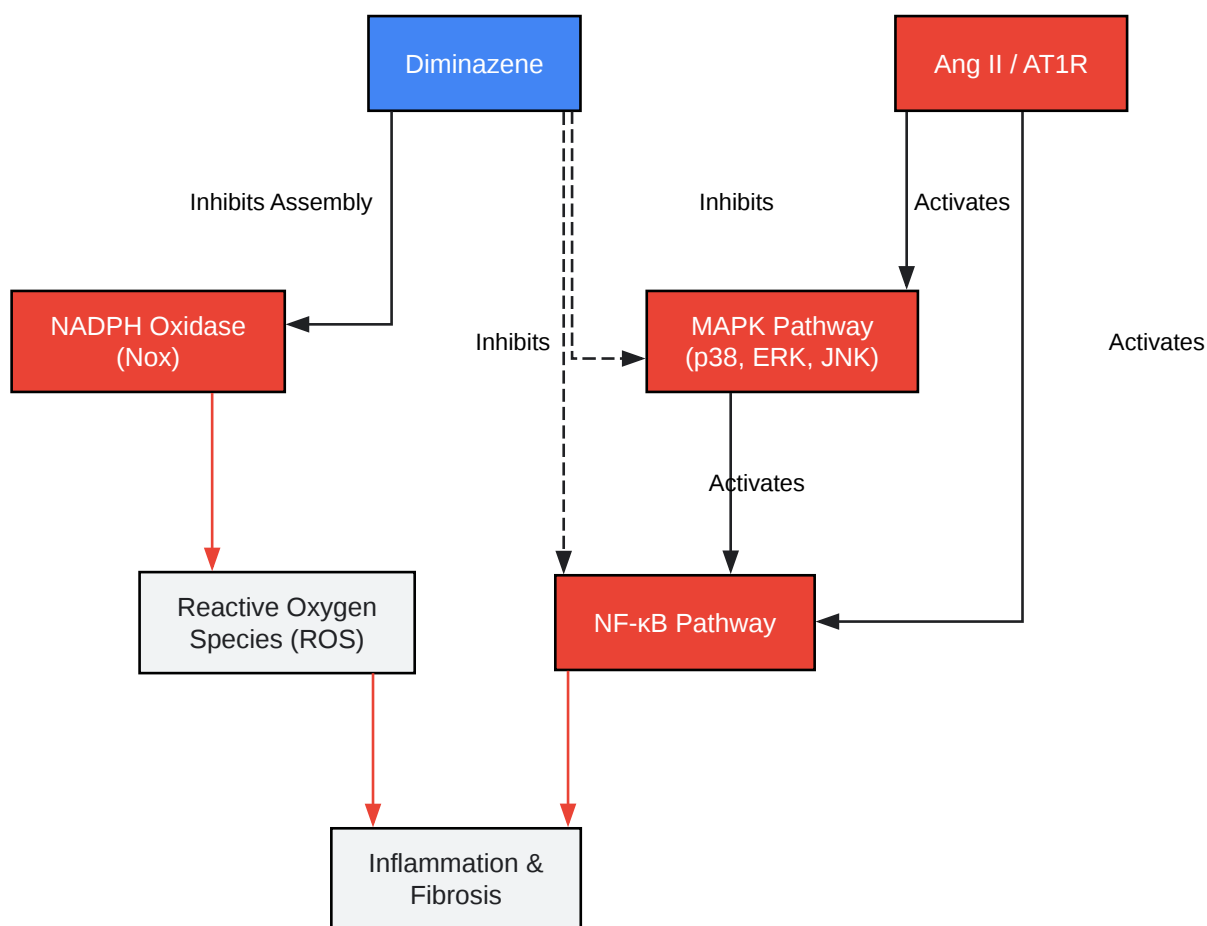 Diminazene
Ang II / AT1R
Inhibits Assembly
Inhibits
Activates
NADPH Oxidase
(Nox)
Inhibits
MAPK Pathway
(p38, ERK, JNK)
Activates
Activates
Reactive Oxygen
Species (ROS)
NF-κB Pathway
Inflammation &
Fibrosis